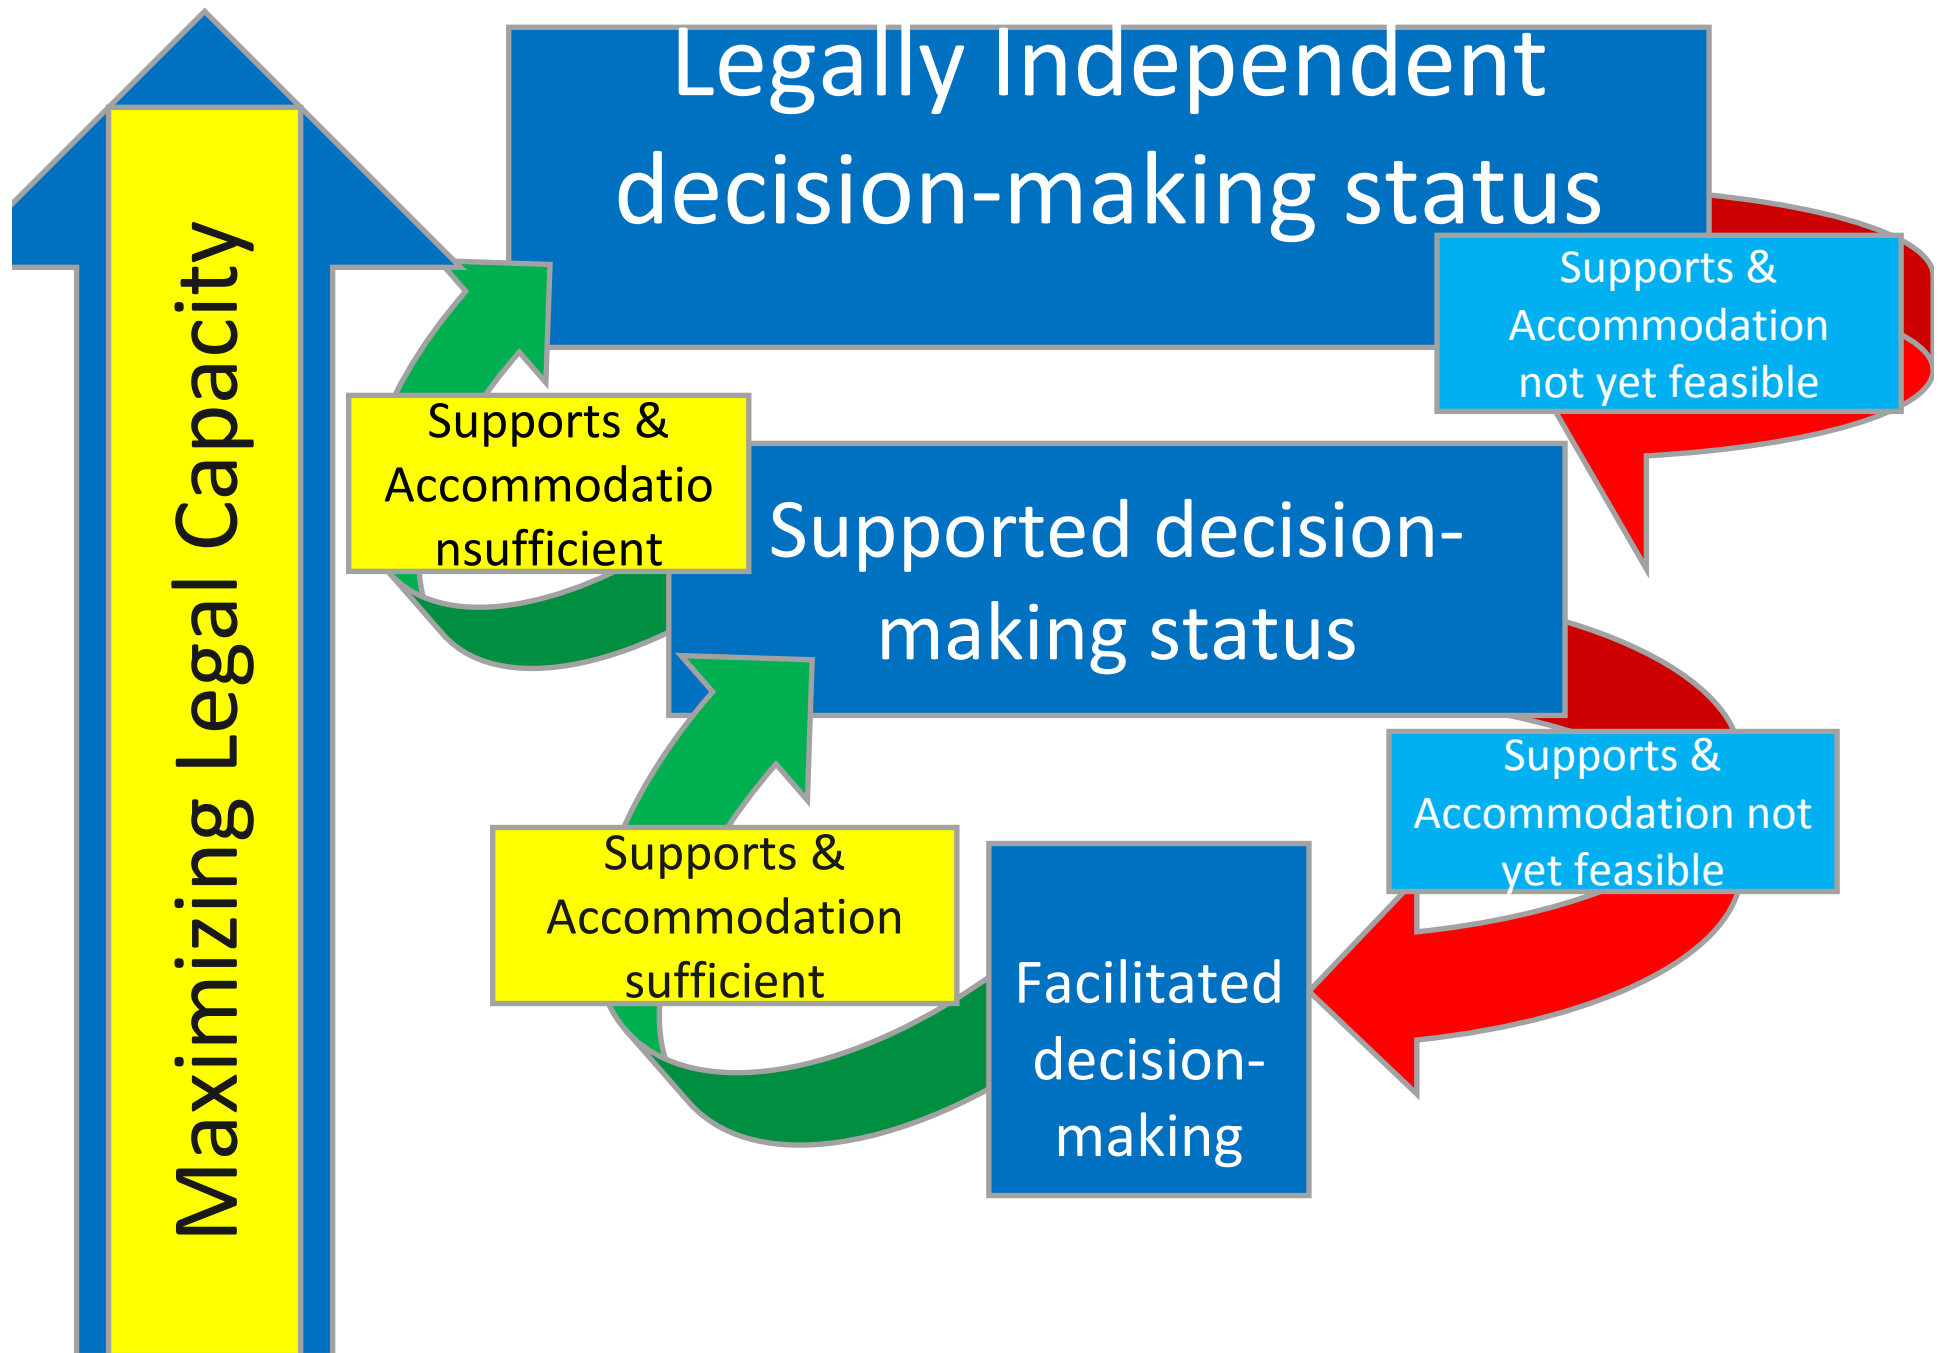 Maximizing Legal Capacity
Legally Independent
decision-making status
Supports &
Accommodation
not yet feasible
Supports &
Accommodatio
nsufficient
Supported decision-
making status
Supports &
Accommodation not
yet feasible
Supports &
Accommodation
sufficient
Facilitated
decision-
making